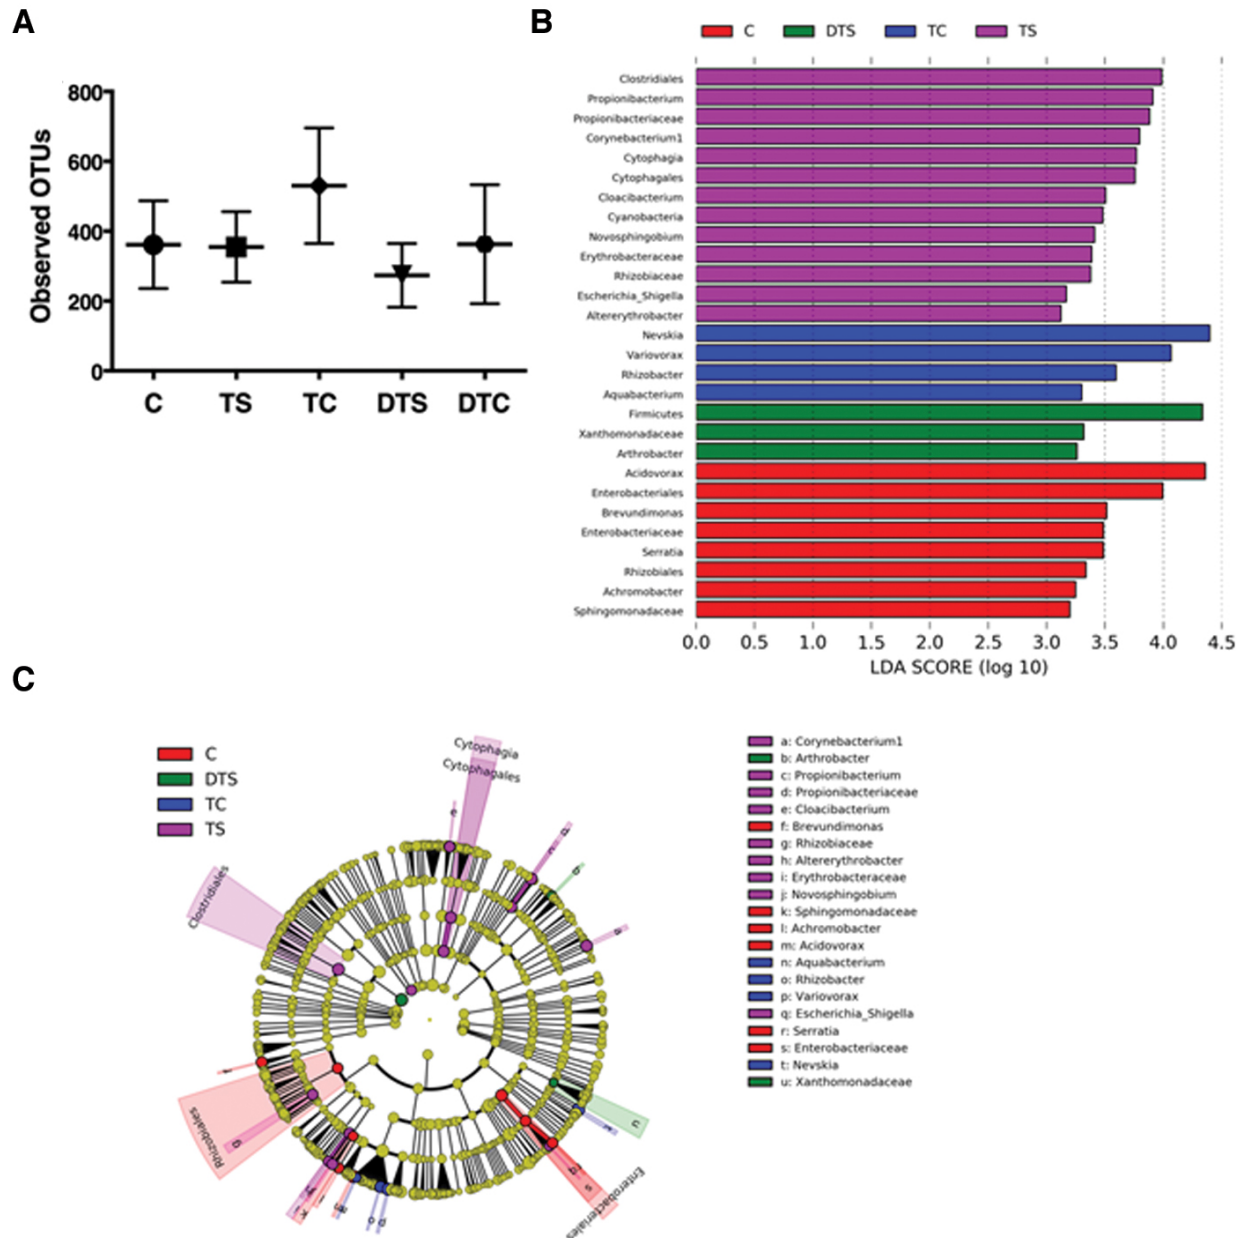 A
B
C DTS TC TS
Observed OTUs
800
600
400
200
0
C TS TC DTS DTC
Clostridiales
Propionibacterium
Propionibacteriaceae
Corynebacterium1
Cytophagia
Cytophagales
Cloacibacterium
Cyanobacteria
Novosphingobium
Erythrobacteraceae
Rhizobiaceae
Escherichia_Shigella
Altererythrobacter
Nevskia
Variovorax
Rhizobacter
Aquabacterium
Firmicutes
Xanthomonadaceae
Arthrobacter
Acidovorax
Enterobacteriales
Brevundimonas
Enterobacteriaceae
Serratia
Rhizobiales
Achromobacter
Sphingomonadaceae
0.0 0.5 1.0 1.5 2.0 2.5 3.0 3.5 4.0 4.5
LDA SCORE (log 10)
C
C
DTS
TC
TS
Cytophagia
Cytophagales
e
c
b
Clostridiales
Rhizobiales
g
u
s
Enterobacteriales
o p
a: Corynebacterium1
b: Arthrobacter
c: Propionibacterium
d: Propionibacteriaceae
e: Cloacibacterium
f: Brevundimonas
g: Rhizobiaceae
h: Altererythrobacter
i: Erythrobacteraceae
j: Novosphingobium
k: Sphingomonadaceae
l: Achromobacter
m: Acidovorax
n: Aquabacterium
o: Rhizobacter
p: Variovorax
q: Escherichia_Shigella
r: Serratia
s: Enterobacteriaceae
t: Nevskia
u: Xanthomonadaceae